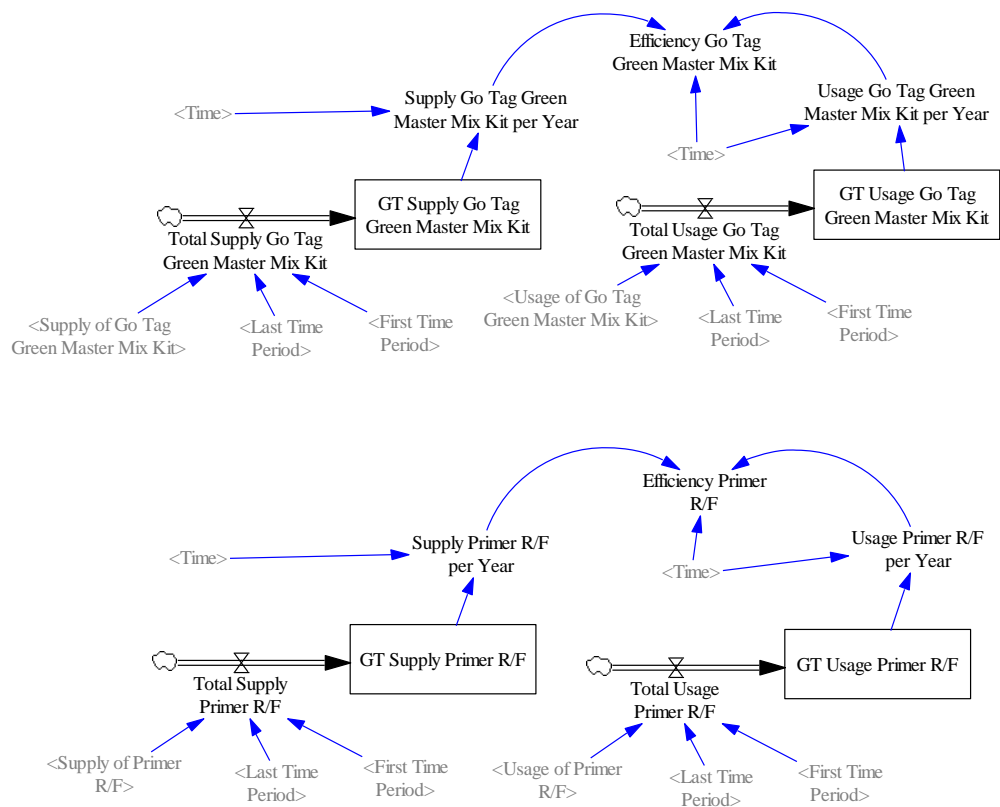 Efficiency Go Tag
Green Master Mix Kit
<Time>
Supply Go Tag Green
Master Mix Kit per Year
Usage Go Tag Green
Master Mix Kit per Year
<Time>
GT Supply Go Tag
Green Master Mix Kit
GT Usage Go Tag
Green Master Mix Kit
Total Supply Go Tag
Green Master Mix Kit
Total Usage Go Tag
Green Master Mix Kit
<Supply of Go Tag
Green Master Mix Kit>
<Last Time
Period>
<First Time
Period>
<Usage of Go Tag
Green Master Mix Kit>
<Last Time
Period>
<First Time
Period>
Efficiency Primer
R/F
<Time>
Supply Primer R/F
per Year
<Time>
Usage Primer R/F
per Year
GT Supply Primer R/F
GT Usage Primer R/F
Total Supply
Primer R/F
Total Usage
Primer R/F
<Supply of Primer
R/F>
<Last Time
Period>
<First Time
Period>
<Usage of Primer
R/F>
<Last Time
Period>
<First Time
Period>